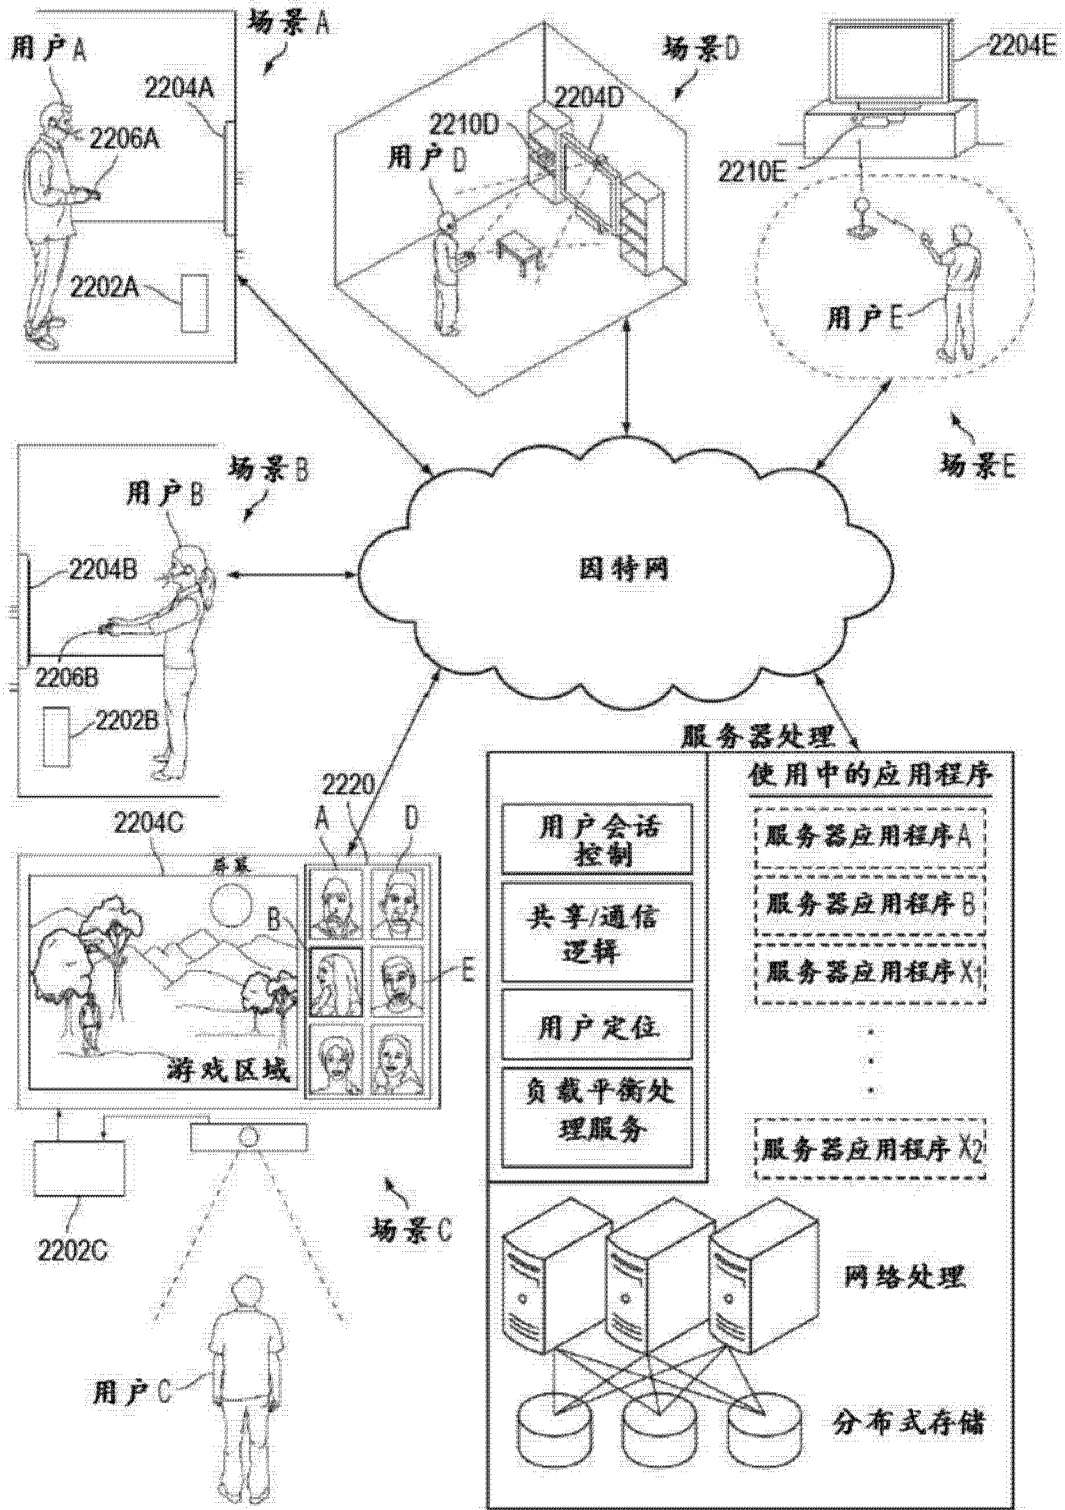 用户A
场景A
2204A
2206A
2202A
场景D
2204D
2210D
用户D
2204E
2210E
用户E
场景E
场景B
用户B
2204B
2206B
2202B
因特网
2220
2204C
A
D
屏幕
B
E
游戏区域
2202C
场景C
用户C
服务器处理
使用中的应用程序
用户会话
控制
共享/通信
逻辑
用户定位
负载平衡处
理服务
服务器应用程序A
服务器应用程序B
服务器应用程序X1
服务器应用程序X2
网络处理
分布式存储